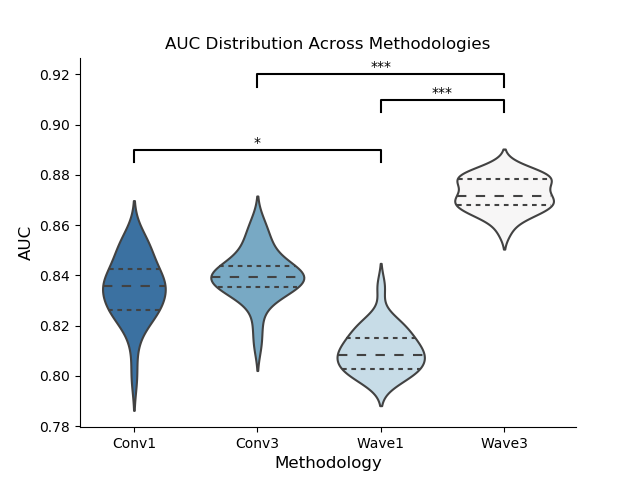 AUC Distribution Across Methodologies
***
***
*
0.92
0.90
0.88
0.86
0.84
0.82
0.80
0.78
AUC
Conv1 Conv3 Wave1 Wave3
Methodology